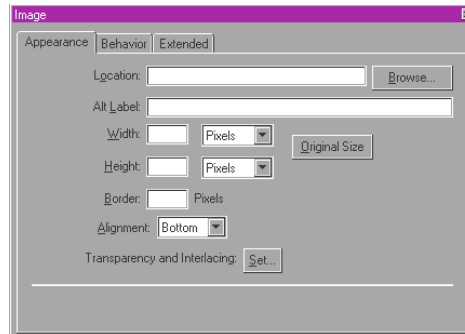 Image
Appearance Behavior Extended
Location: Browse...
Alt Label:
Width: Pixels
Original Size
Height: Pixels
Border: Pixels
Alignment: Bottom
Transparency and Interlacing: Set...